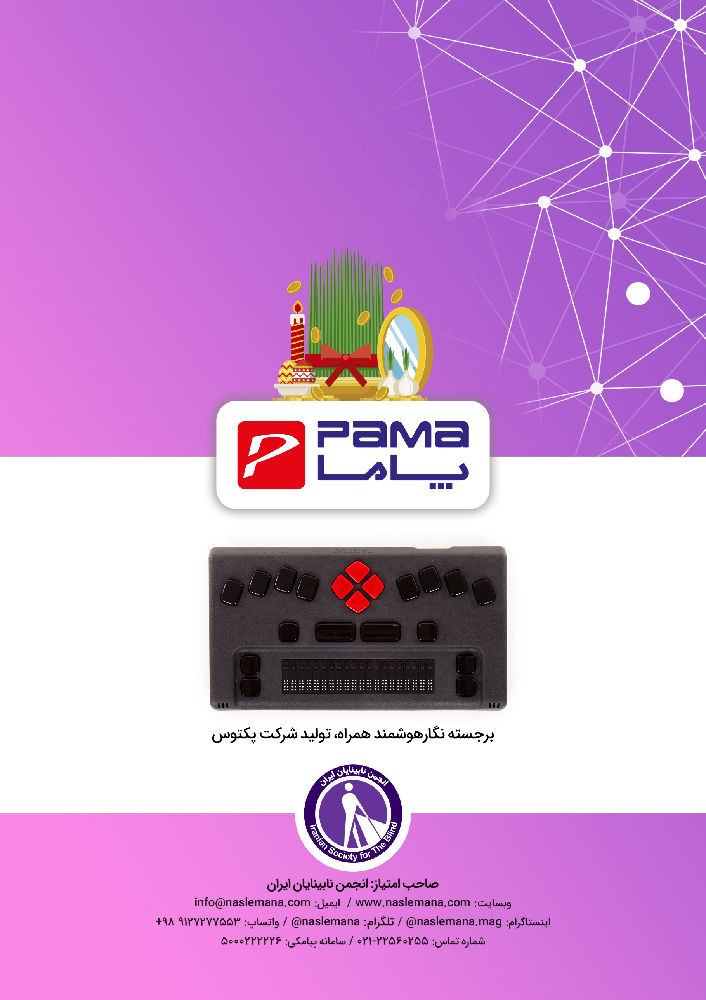 PAMA
پاما
PACTOS
برجسته نگارهوشمند همراه، تولید شرکت پکتوس
انجمن نابینایان ایران
Iranian Society for The Blind
صاحب امتیاز: انجمن نابینایان ایران
وبسایت: www.naslemana.com / ایمیل: info@naslemana.com
اینستاگرام: @naslemana.mag / تلگرام: @naslemana / واتساپ: ۹۱۲۷۲۷۷۵۵۳ ۹۸+
شماره تماس: ۲۲۵۶۰۲۵۵-۰۲۱ / سامانه پیامکی: ۵۰۰۰۲۲۲۲۲۶